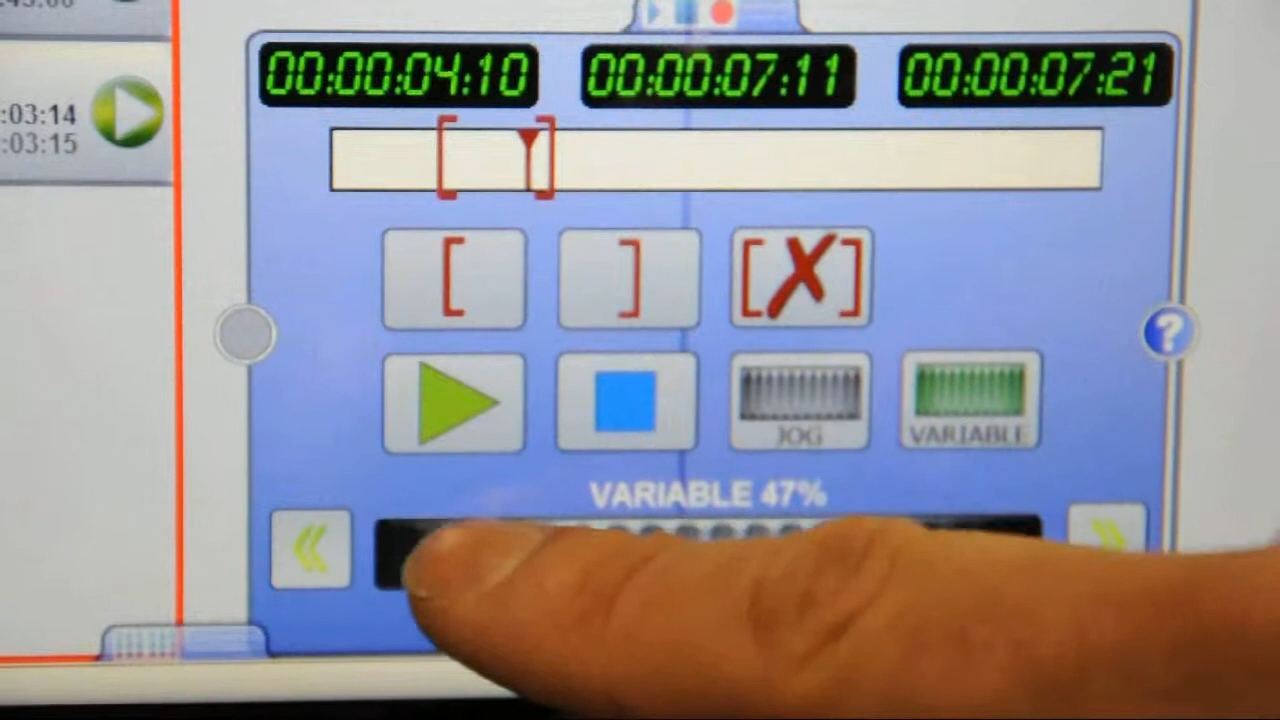 00:00:04:10 00:00:07:11 00:00:07:21
:03:14
:03:15
[ ] [X]
?
JOG VARIABLE
VARIABLE 47%